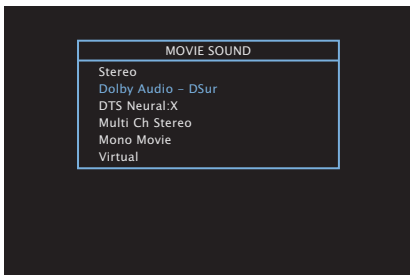 MOVIE SOUND
Stereo
Dolby Audio – DSur
DTS Neural:X
Multi Ch Stereo
Mono Movie
Virtual